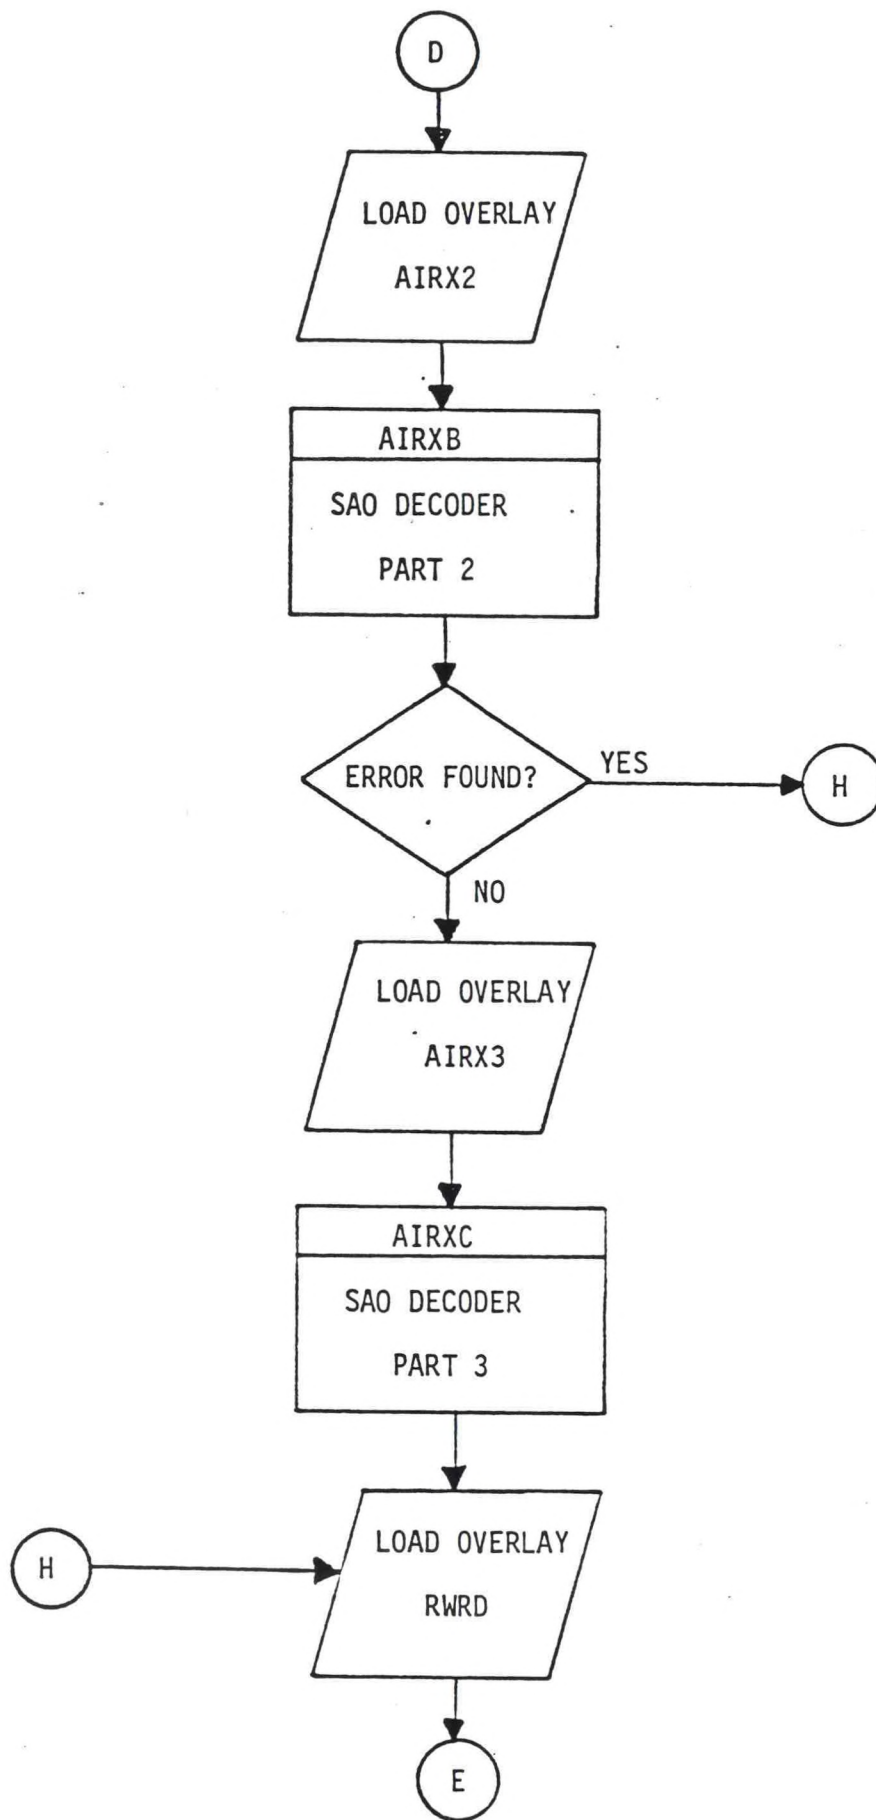 D
LOAD OVERLAY
AIRX2
AIRXB
SAO DECODER
PART 2
ERROR FOUND?
YES
H
NO
LOAD OVERLAY
AIRX3
AIRXC
SAO DECODER
PART 3
LOAD OVERLAY
H
RWRD
E